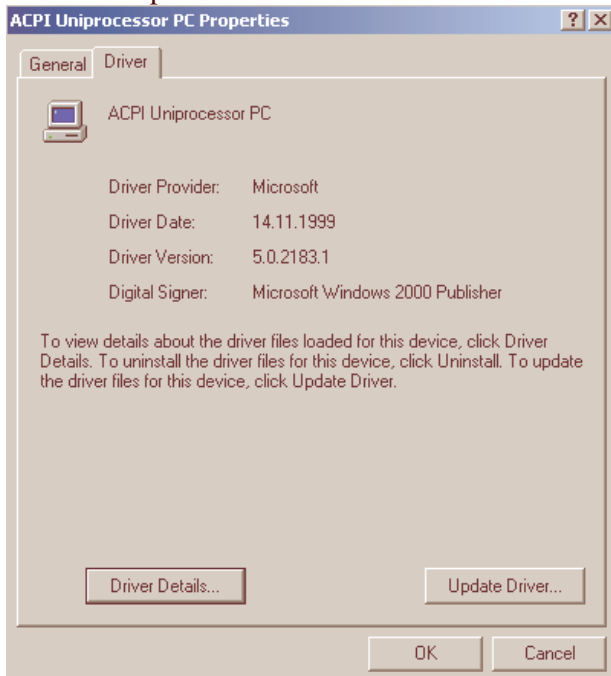 ACPI Uniprocessor PC Properties
General Driver
ACPI Uniprocessor PC
Driver Provider: Microsoft
Driver Date: 14.11.1999
Driver Version: 5.0.2183.1
Digital Signer: Microsoft Windows 2000 Publisher
To view details about the driver files loaded for this device, click Driver
Details. To uninstall the driver files for this device, click Uninstall. To update
the driver files for this device, click Update Driver.
Driver Details... Update Driver...
OK Cancel